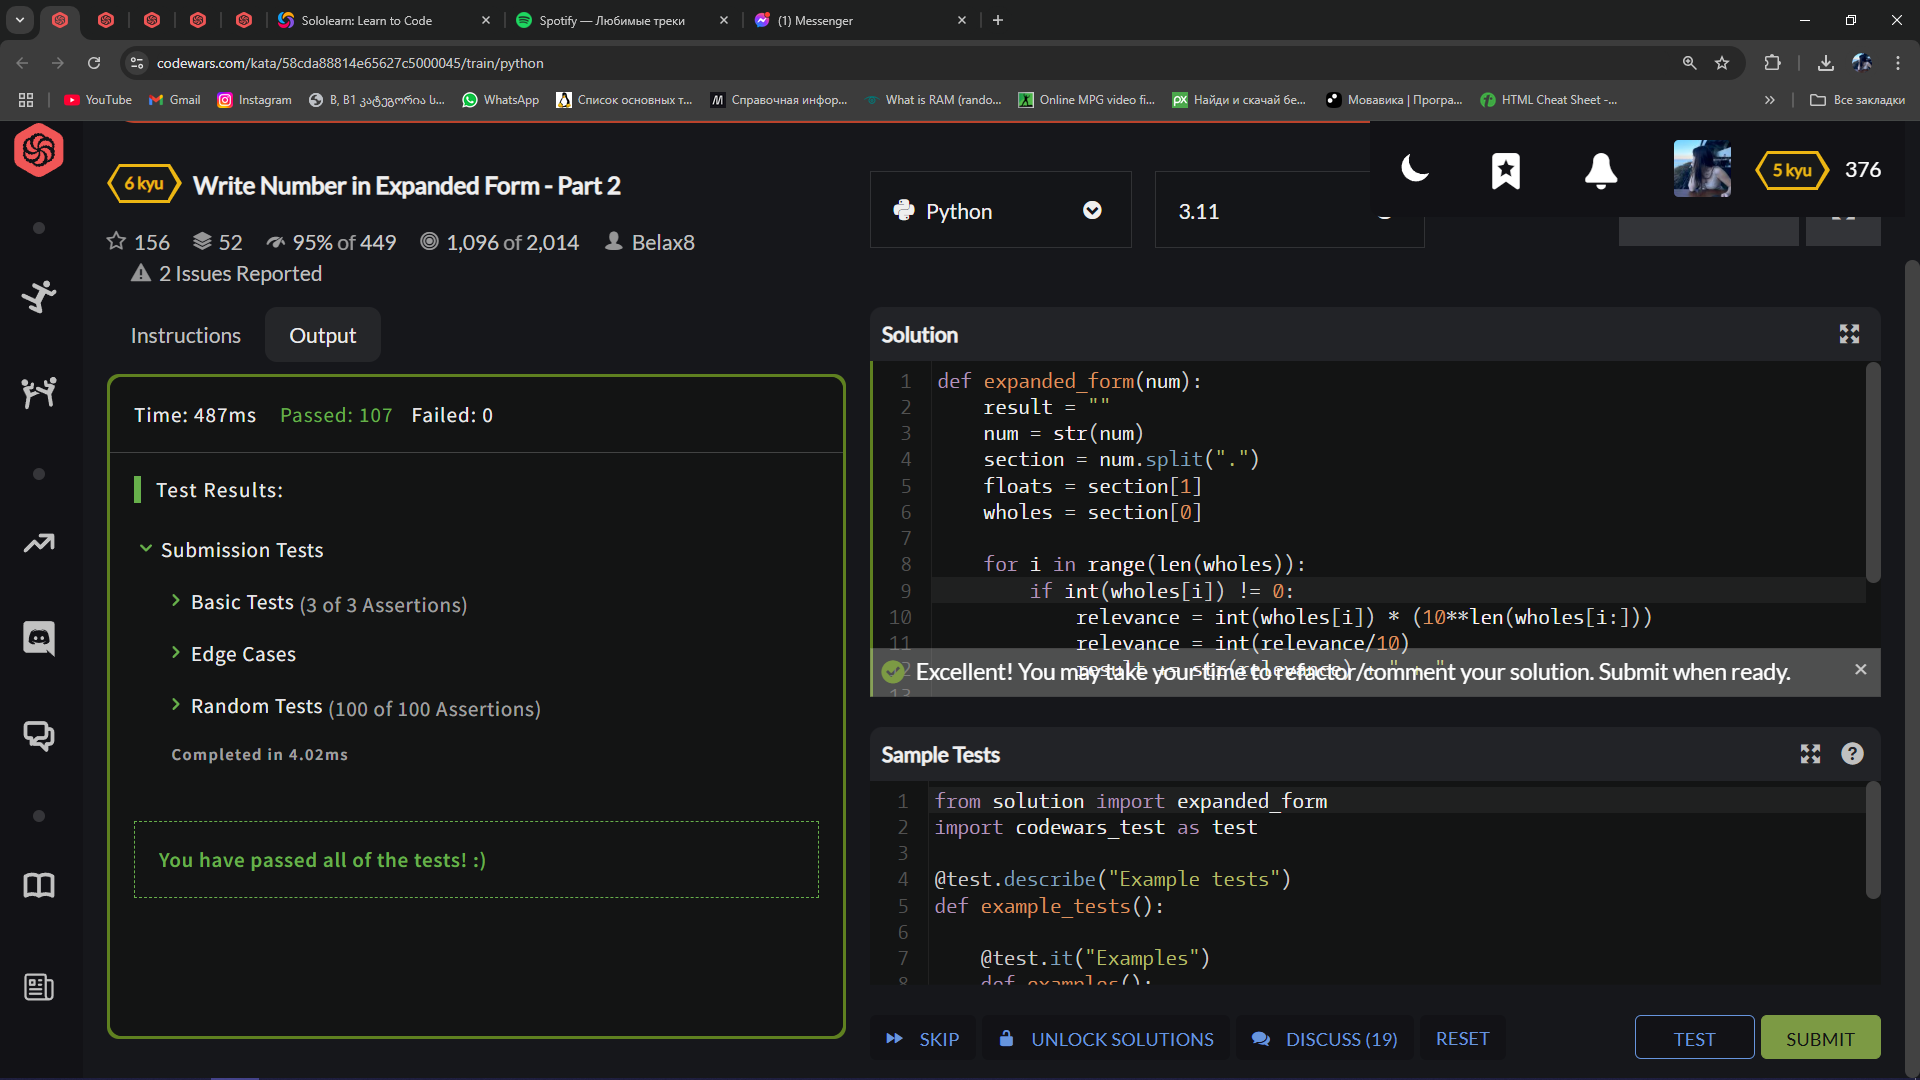 Sololearn: Learn to Code
Spotify — Любимые треки
(1) Messenger
codewars.com/kata/58cda88814e65627c5000045/train/python
YouTube
Gmail
Instagram
B, B1 კატეგორია ს...
WhatsApp
Список основных т...
Справочная инфор...
What is RAM (rando...
Online MPG video fi...
Найди и скачай бе...
Мовавика | Програ...
HTML Cheat Sheet -...
Все закладки
6 kyu
Write Number in Expanded Form - Part 2
156 52 95% of 449 1,096 of 2,014 Belax8
2 Issues Reported
Python
3.11
5 kyu
376
Instructions
Output
Time: 487ms Passed: 107 Failed: 0
Test Results:
Submission Tests
Basic Tests (3 of 3 Assertions)
Edge Cases
Random Tests (100 of 100 Assertions)
Completed in 4.02ms
You have passed all of the tests! :)
Solution
1 def expanded_form(num):
2 result = ""
3 num = str(num)
4 section = num.split(".")
5 floats = section[1]
6 wholes = section[0]
7
8 for i in range(len(wholes)):
9 if int(wholes[i]) != 0:
10 relevance = int(wholes[i]) * (10**len(wholes[i:]))
11 relevance = int(relevance/10)
Excellent! You may take your time to refactor/comment your solution. Submit when ready.
13
Sample Tests
1 from solution import expanded_form
2 import codewars_test as test
3
4 @test.describe("Example tests")
5 def example_tests():
6
7 @test.it("Examples")
8 def examples():
SKIP
UNLOCK SOLUTIONS
DISCUSS (19)
RESET
TEST
SUBMIT